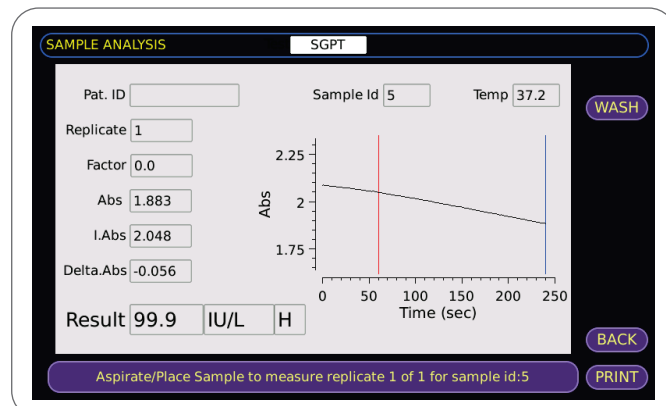 SAMPLE ANALYSIS SGPT
Pat. ID Sample Id 5 Temp 37.2
WASH
Replicate 1
Factor 0.0
Abs 1.883
I.Abs 2.048
Delta.Abs -0.056
Result 99.9 IU/L H
Abs
2.25
2
1.75
0 50 100 150 200 250
Time (sec)
BACK
Aspirate/Place Sample to measure replicate 1 of 1 for sample id:5
PRINT